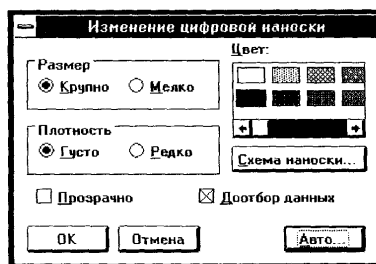 Изменение цифровой наноски
Размер
Крупно Мелко
Цвет:
Плотность
Густо Редко
Схема наноски...
Прозрачно Доотбор данных
OK Отмена Авто...